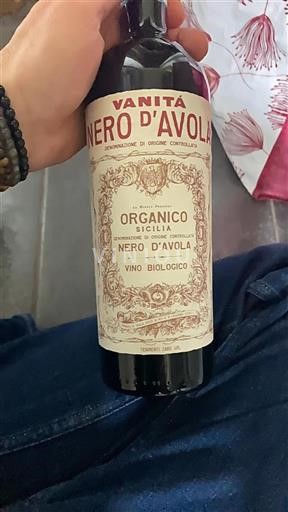 VANITÁ
NERO D'AVOLA
DENOMINAZIONE DI ORIGINE CONTROLLATA
ORGANICO
SICILIA
DENOMINAZIONE DI ORIGINE CONTROLLATA
NERO D'AVOLA
VINO BIOLOGICO